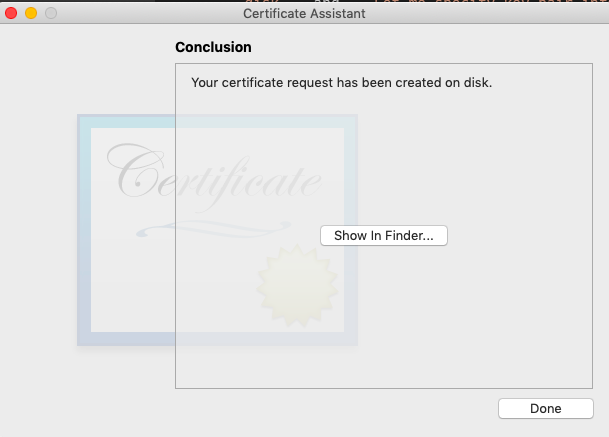 Certificate Assistant
Conclusion
Your certificate request has been created on disk.
Certificate
Show In Finder...
Done